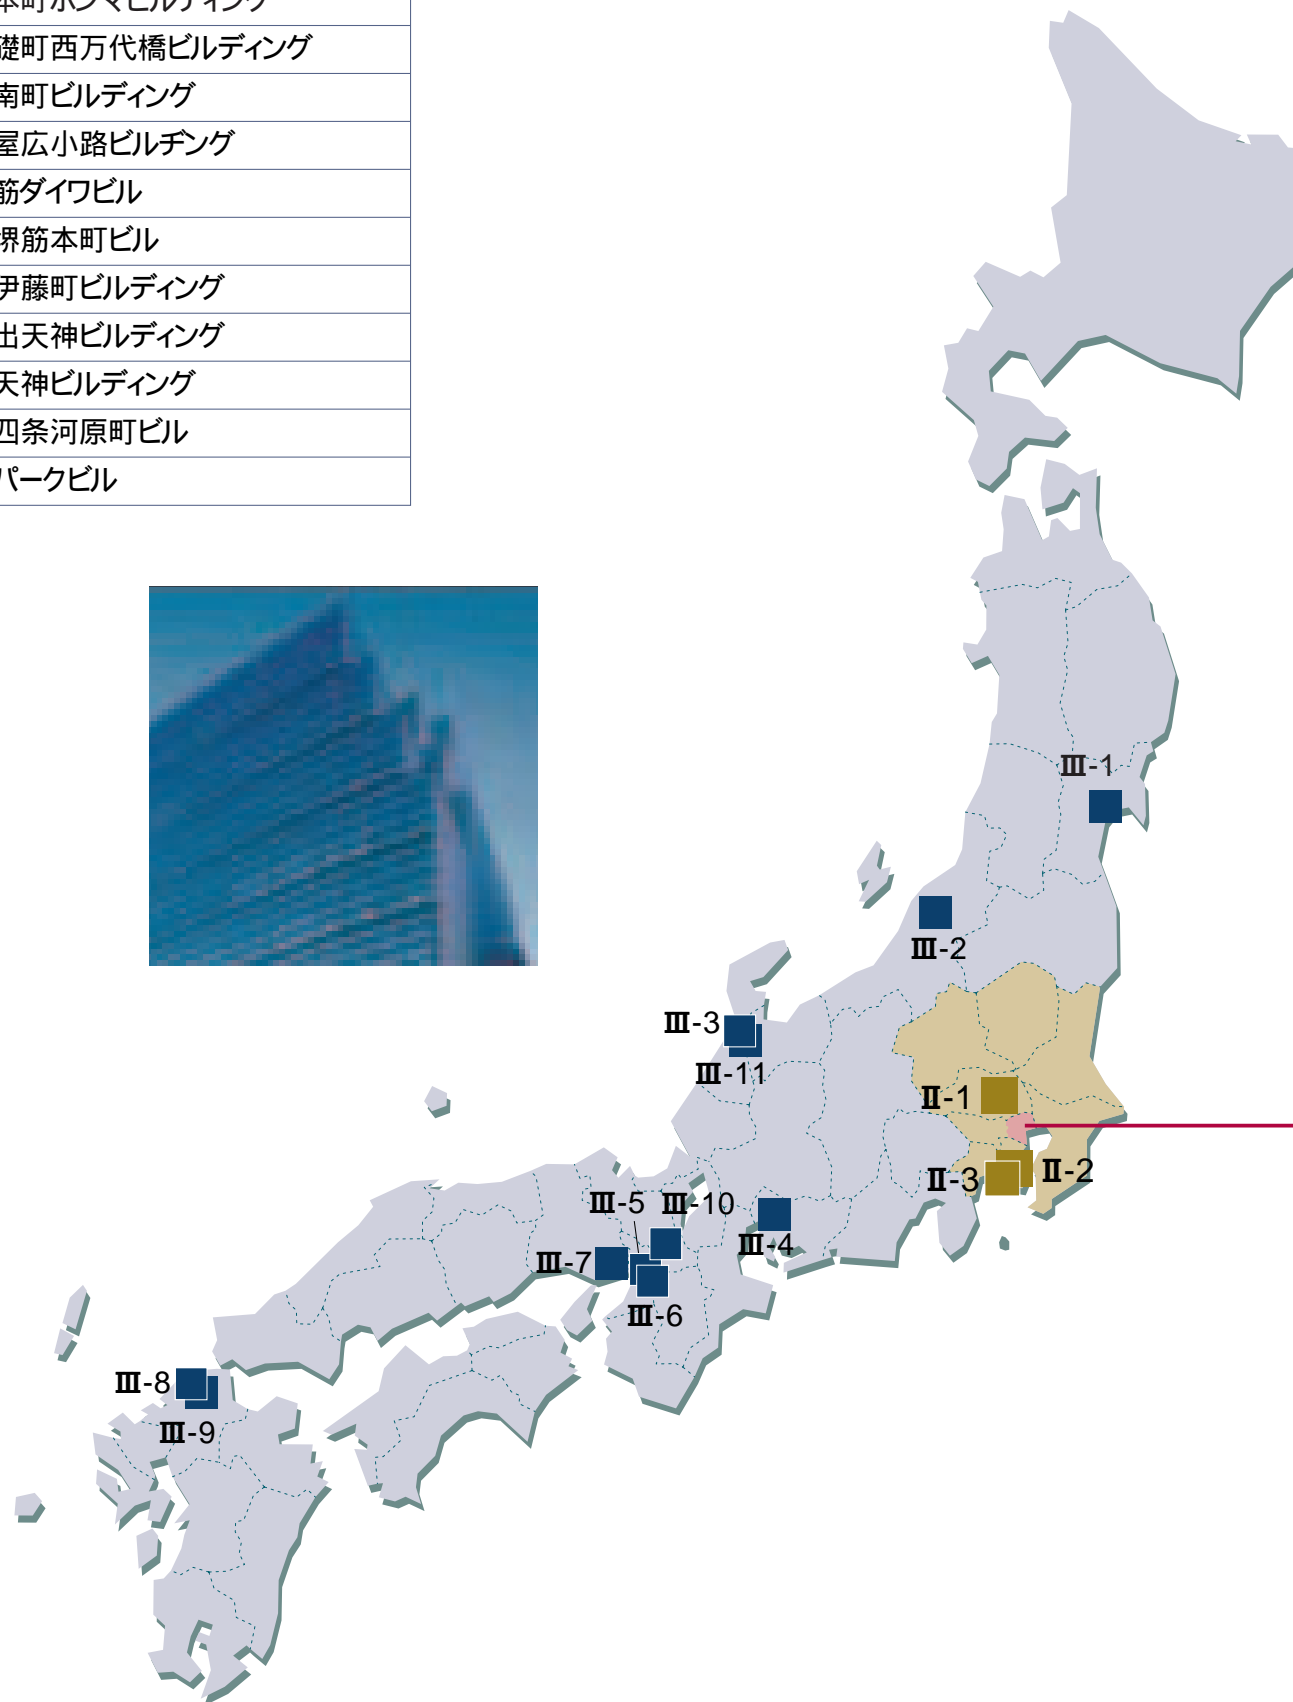 本町ホンマビルディング
礎町西万代橋ビルディング
南町ビルディング
屋広小路ビルヂング
筋ダイワビル
堺筋本町ビル
伊藤町ビルディング
出天神ビルディング
天神ビルディング
四条河原町ビル
パークビル
Ⅲ-1
Ⅲ-2
Ⅲ-3
Ⅲ-11
Ⅱ-1
Ⅱ-3
Ⅱ-2
Ⅲ-5
Ⅲ-10
Ⅲ-4
Ⅲ-7
Ⅲ-6
Ⅲ-8
Ⅲ-9